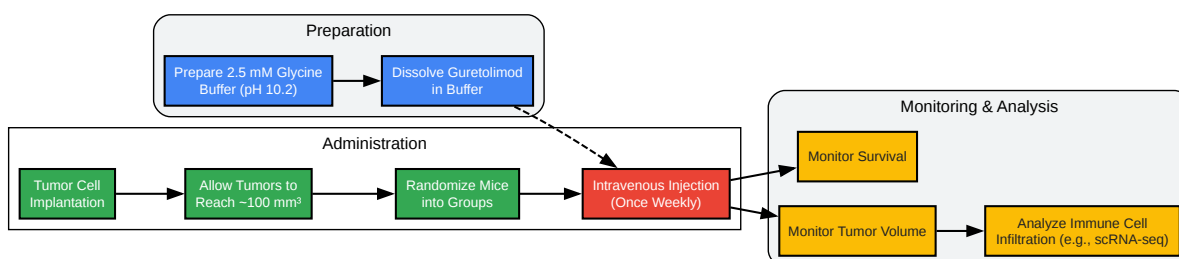 Preparation
Prepare 2.5 mM Glycine
Buffer (pH 10.2)
Dissolve Guretolimod
in Buffer
Administration
Tumor Cell
Implantation
Allow Tumors to
Reach ~100 mm³
Randomize Mice
into Groups
Intravenous Injection
(Once Weekly)
Monitoring & Analysis
Monitor Survival
Monitor Tumor Volume
Analyze Immune Cell
Infiltration (e.g., scRNA-seq)